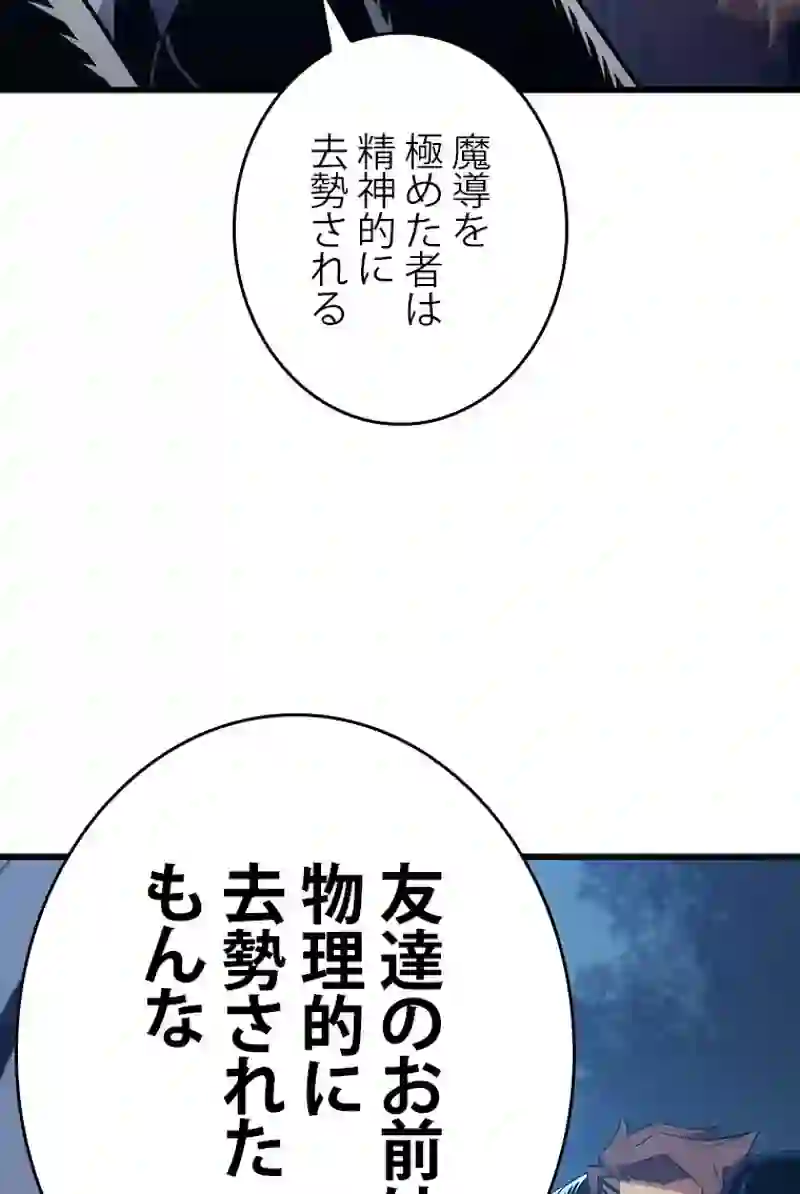 魔導を
極めた者は
精神的に
去勢される
友達のお前は
物理的に
去勢された
もんな